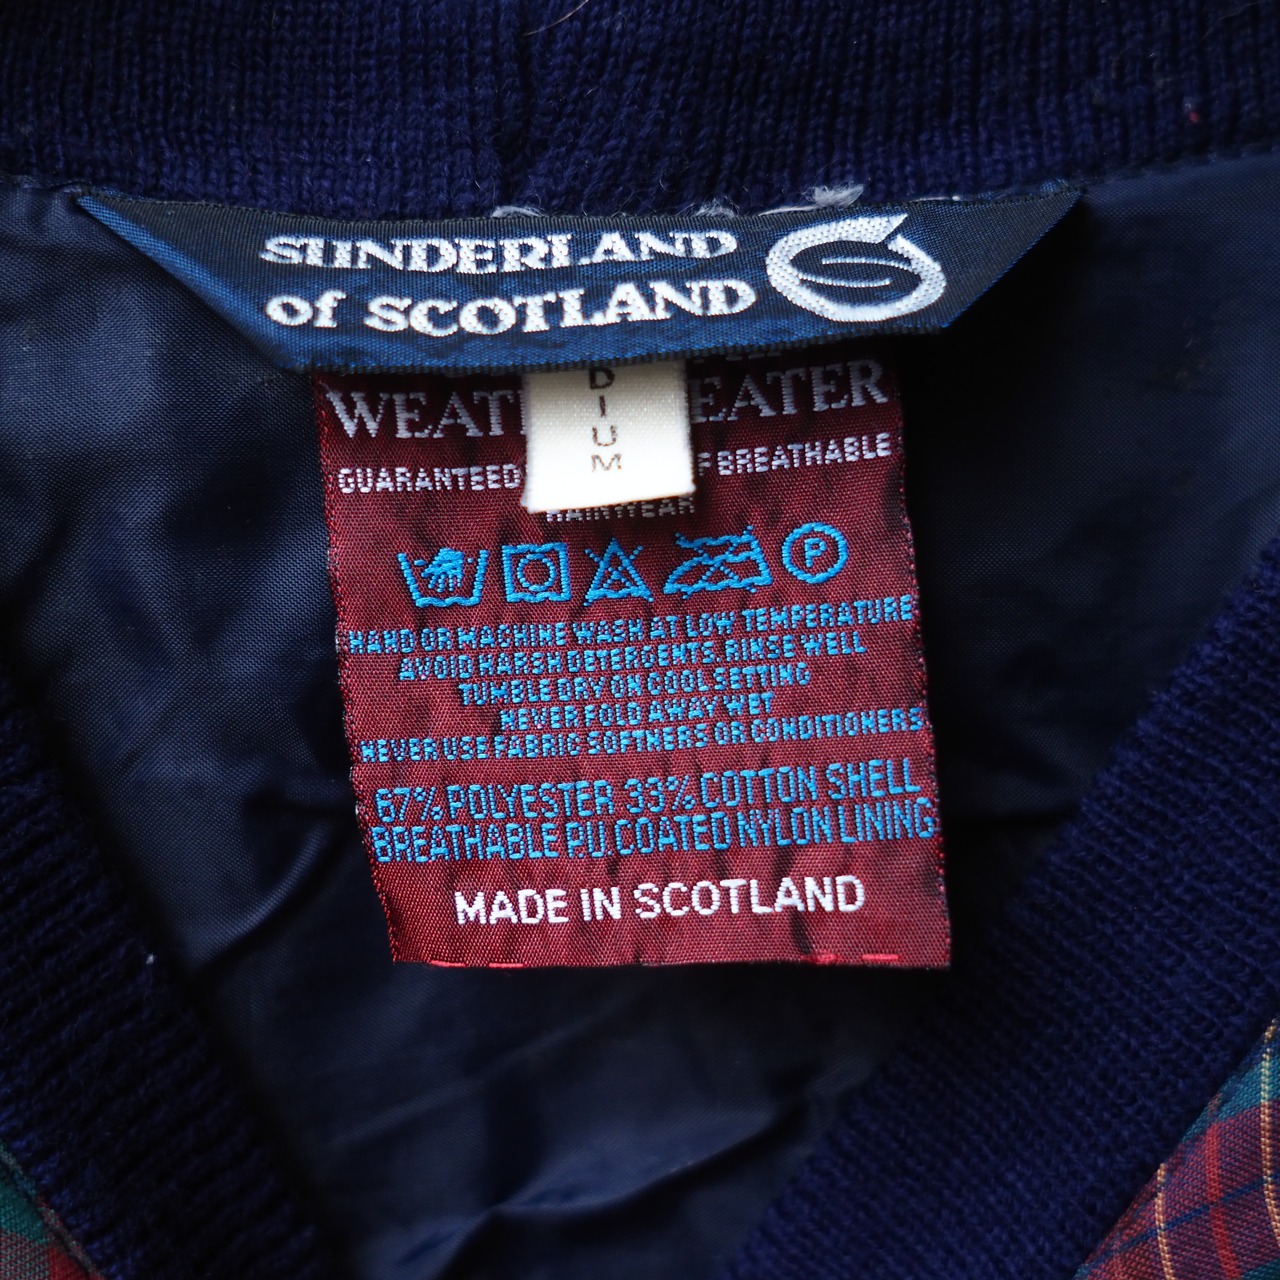 SUNDERLAND
of SCOTLAND
DIUM
WEAT EATER
GUARANTEED F BREATHABLE
RAINWEAR
P
HAND OR MACHINE WASH AT LOW TEMPERATURE
AVOID HARSH DETERGENTS. RINSE WELL
TUMBLE DRY ON COOL SETTING
NEVER FOLD AWAY WET
NEVER USE FABRIC SOFTNERS OR CONDITIONERS
67% POLYESTER 33% COTTON SHELL
BREATHABLE P.U. COATED NYLON LINING
MADE IN SCOTLAND